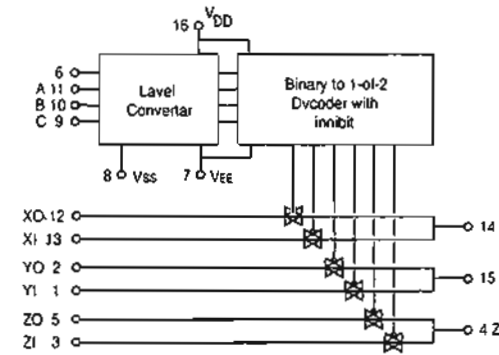 16 VDD
6
A 11
B 10
C 9
Lavel
Convertar
Binary to 1-of-2
Dvcoder with
innibit
8 VSS
7 VEE
XO 12
XI 13
14
YO 2
YI 1
15
ZO 5
ZI 3
4 Z